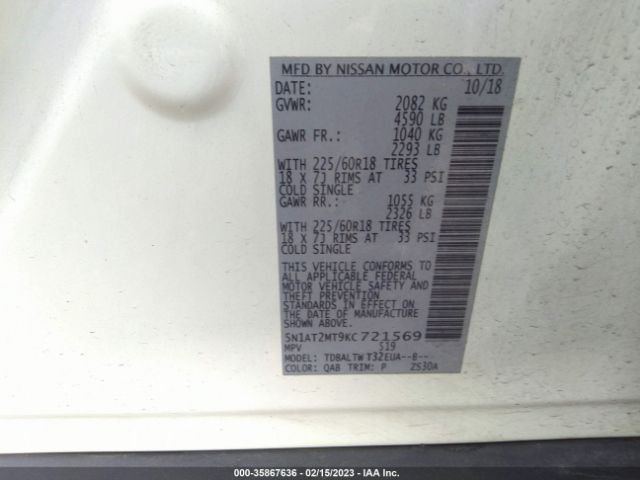 MFD BY NISSAN MOTOR CO., LTD.
DATE: 10/18
GVWR: 2082 KG
4590 LB
GAWR FR.: 1040 KG
2293 LB
WITH 225/60R18 TIRES
18 X 7J RIMS AT 33 PSI
COLD SINGLE
GAWR RR.: 1055 KG
2326 LB
WITH 225/60R18 TIRES
18 X 7J RIMS AT 33 PSI
COLD SINGLE
THIS VEHICLE CONFORMS TO
ALL APPLICABLE FEDERAL
MOTOR VEHICLE SAFETY AND
THEFT PREVENTION
STANDARDS IN EFFECT ON
THE DATE OF MANUFACTURE
SHOWN ABOVE.
5N1AT2MT9KC721569
MPV 519
MODEL: TDBALTW T32EUA--B--
COLOR: QAB TRIM: P ZS30A
000-35867636 - 02/15/2023 - IAA Inc.